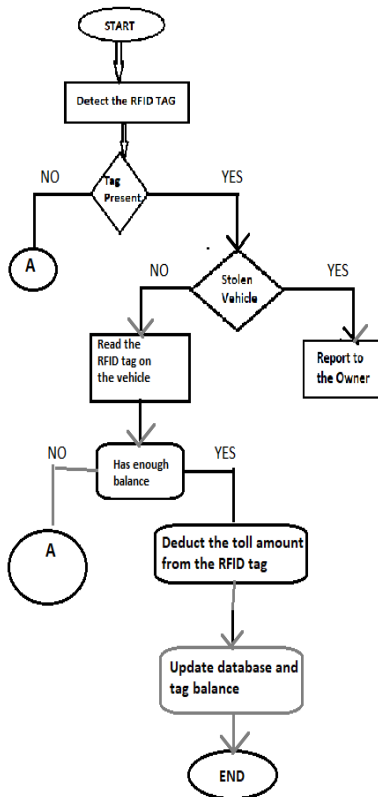 START
Detect the RFID TAG
NO
YES
Tag
Present
A
NO
YES
Stolen
Vehicle
Read the
RFID tag on
the vehicle
Report to
the Owner
NO
YES
Has enough
balance
A
Deduct the toll amount
from the RFID tag
Update database and
tag balance
END